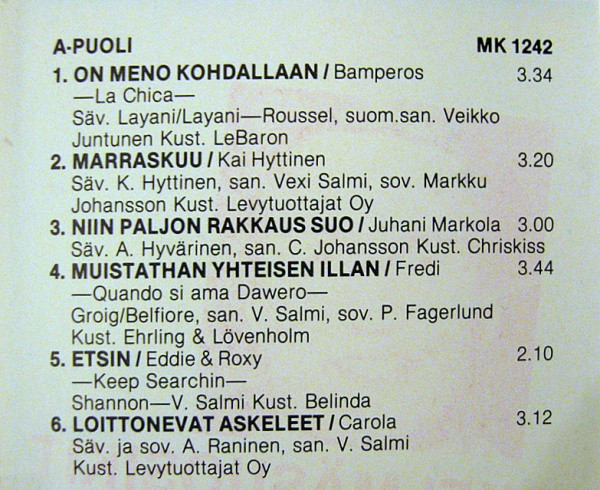 A-PUOLI MK 1242
1. ON MENO KOHDALLAAN / Bamperos 3.34
—La Chica—
Säv. Layani/Layani—Roussel, suom.san. Veikko
Juntunen Kust. LeBaron
2. MARRASKUU / Kai Hyttinen 3.20
Säv. K. Hyttinen, san. Vexi Salmi, sov. Markku
Johansson Kust. Levytuottajat Oy
3. NIIN PALJON RAKKAUS SUO / Juhani Markola 3.00
Säv. A. Hyvärinen, san. C. Johansson Kust. Chriskiss
4. MUISTATHAN YHTEISEN ILLAN / Fredi 3.44
—Quando si ama Dawero—
Groig/Belfiore, san. V. Salmi, sov. P. Fagerlund
Kust. Ehrling & Lövenholm
5. ETSIN / Eddie & Roxy 2.10
—Keep Searchin—
Shannon—V. Salmi Kust. Belinda
6. LOITTONEVAT ASKELEET / Carola 3.12
Säv. ja sov. A. Raninen, san. V. Salmi
Kust. Levytuottajat Oy